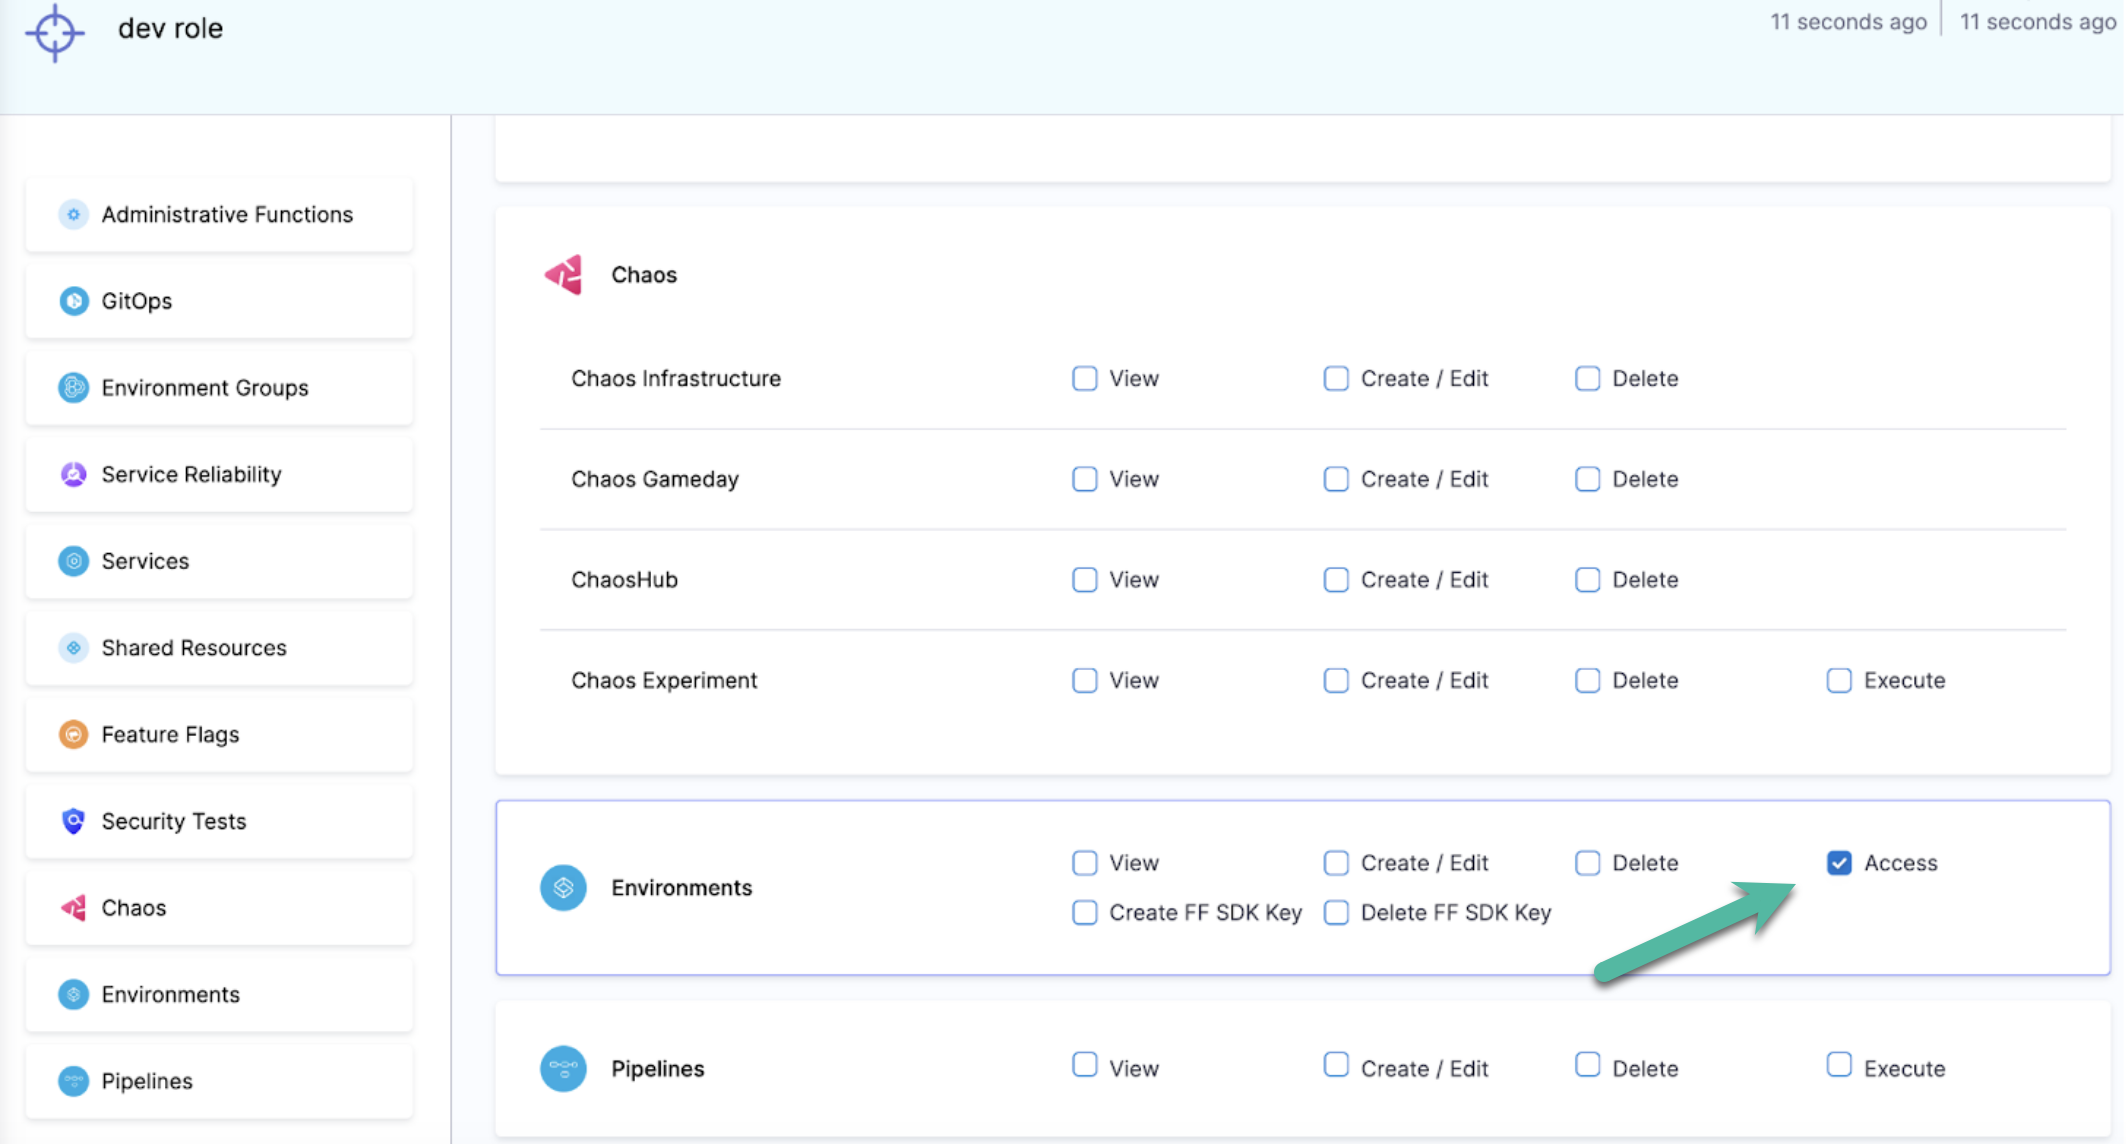 dev role
11 seconds ago
11 seconds ago
Administrative Functions
GitOps
Environment Groups
Service Reliability
Services
Shared Resources
Feature Flags
Security Tests
Chaos
Environments
Pipelines
Chaos
Chaos Infrastructure View Create / Edit Delete
Chaos Gameday View Create / Edit Delete
ChaosHub View Create / Edit Delete
Chaos Experiment View Create / Edit Delete Execute
Environments
View Create / Edit Delete Access
Create FF SDK Key Delete FF SDK Key
Pipelines View Create / Edit Delete Execute